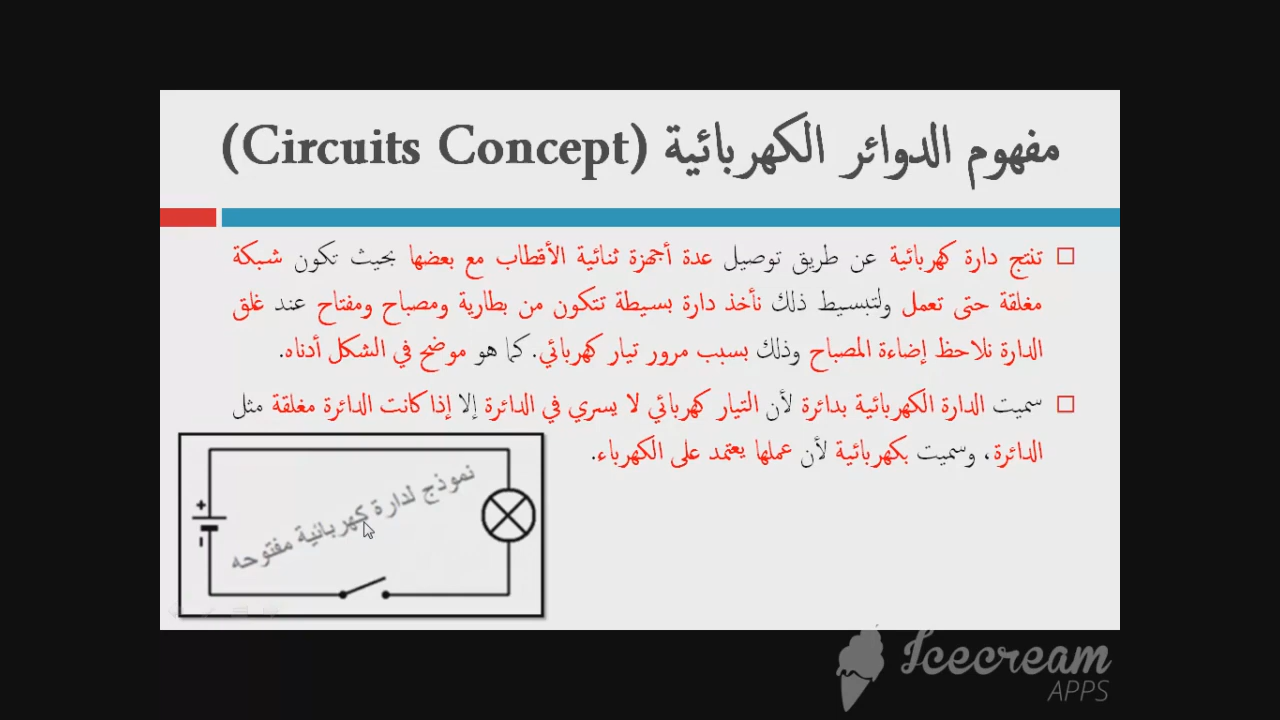 مفهوم الدوائر الكهربائية (Circuits Concept)
تنتج دارة كهربائية عن طريق توصيل عدة أجهزة ثنائية الأقطاب مع بعضها بحيث تكون شبكة
مغلقة حتى تعمل ولتبسيط ذلك نأخذ دارة بسيطة تتكون من بطارية ومصباح ومفتاح عند غلق
الدارة نلاحظ إضاءة المصباح وذلك بسبب مرور تيار كهربائي. كما هو موضح في الشكل أدناه.
سميت الدارة الكهربائية بدائرة لأن التيار كهربائي لا يسري في الدائرة إلا إذا كانت الدائرة مغلقة مثل
الدائرة، وسميت بكهربائية لأن عملها يعتمد على الكهرباء.
نموذج لدارة كهربائية مفتوحه
+
-
Icecream
APPS